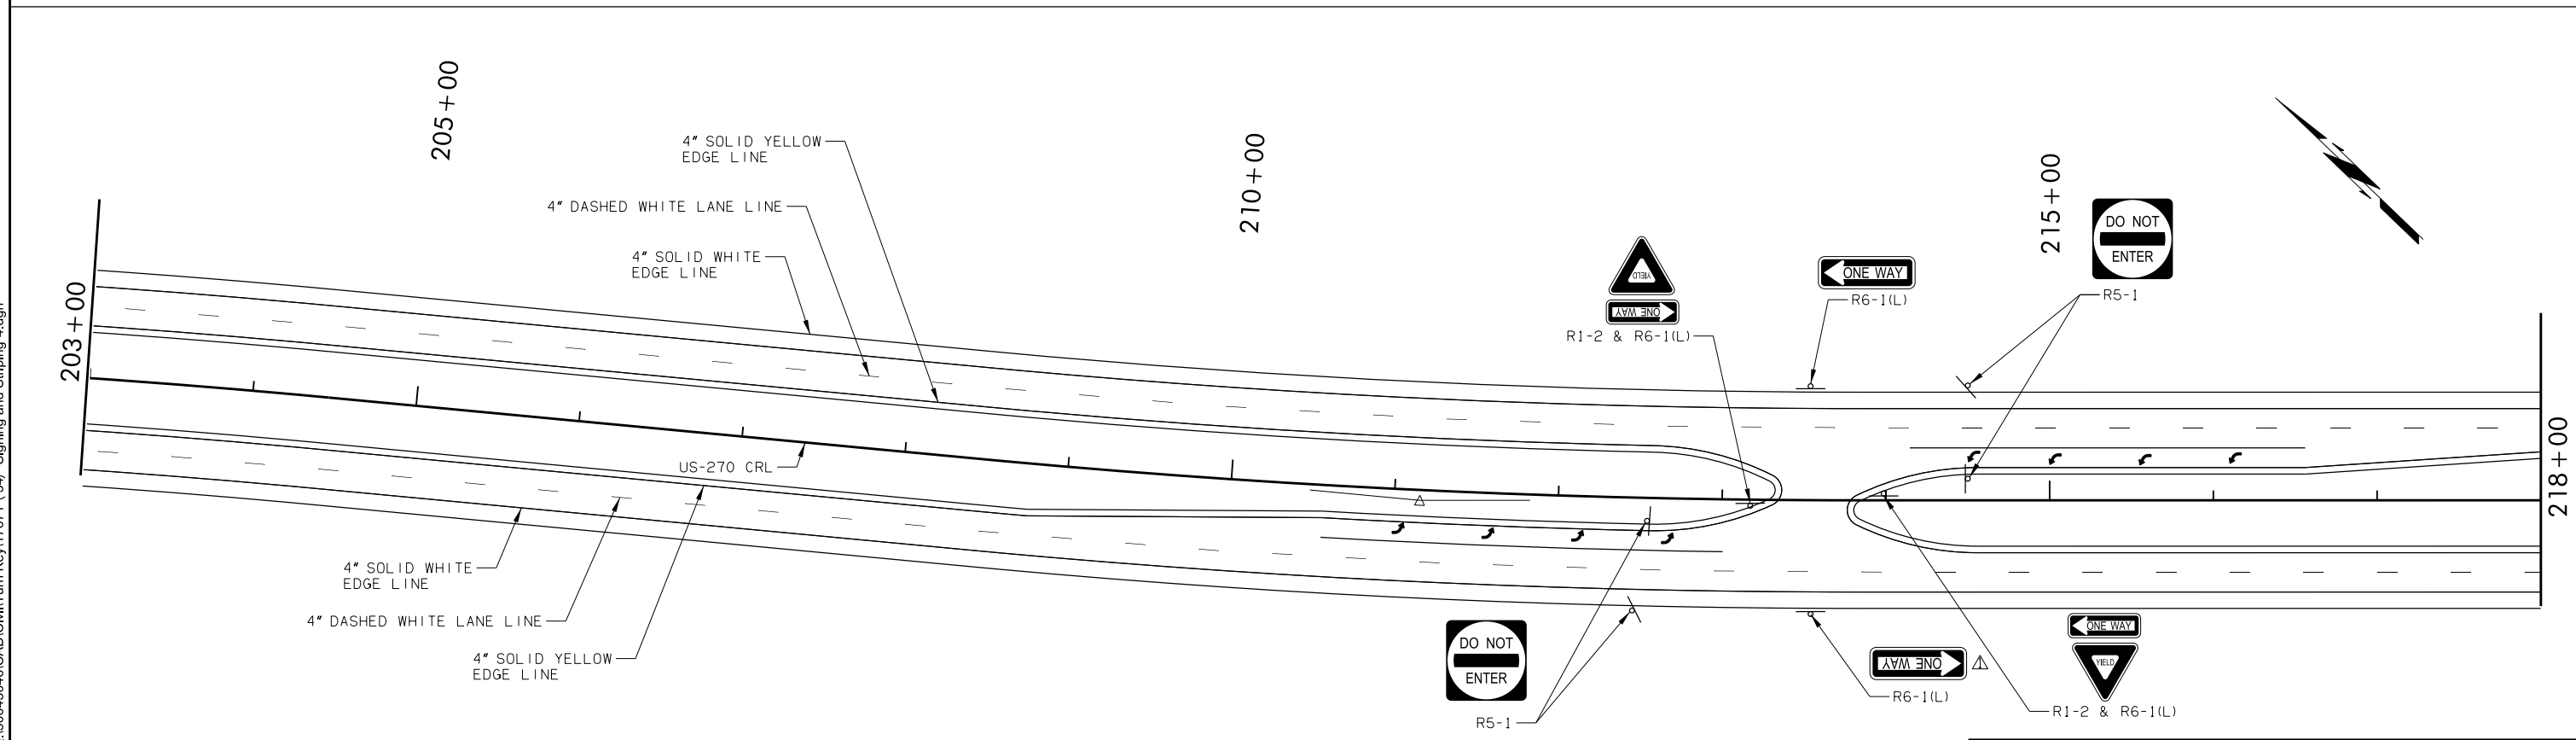 205+00
4" SOLID YELLOW
EDGE LINE
210+00
215+00
DO NOT
ENTER
4" DASHED WHITE LANE LINE
4" SOLID WHITE
EDGE LINE
YIELD
ONE WAY
ONE WAY
R6-1(L)
R5-1
203+00
R1-2 & R6-1(L)
US-270 CRL
218+00
4" SOLID WHITE
EDGE LINE
4" DASHED WHITE LANE LINE
4" SOLID YELLOW
EDGE LINE
DO NOT
ENTER
R5-1
ONE WAY
1
R6-1(L)
ONE WAY
YIELD
R1-2 & R6-1(L)